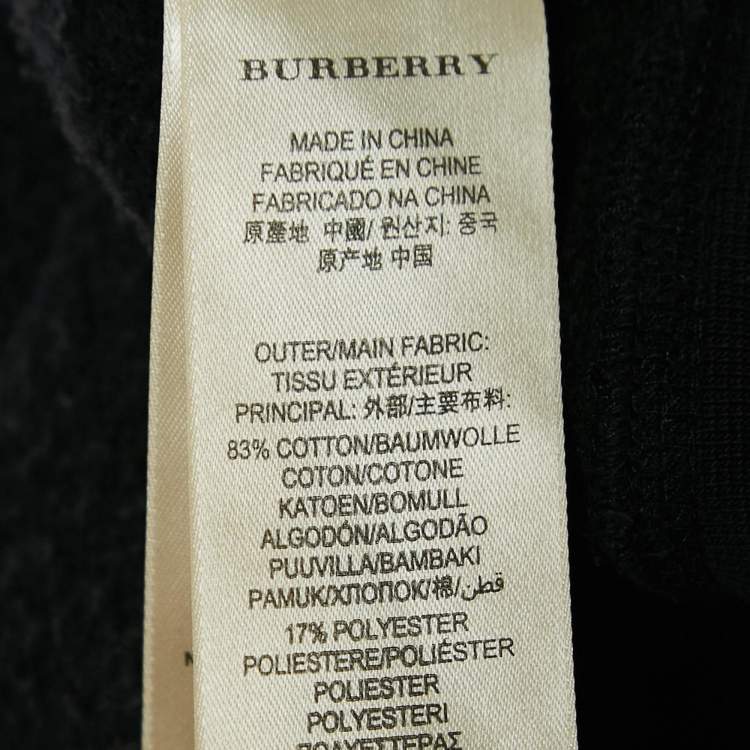 BURBERRY
MADE IN CHINA
FABRIQUÉ EN CHINE
FABRICADO NA CHINA
原產地 中國/ 원산지: 중국
原产地 中国
OUTER/MAIN FABRIC:
TISSU EXTÉRIEUR
PRINCIPAL: 外部/主要布料:
83% COTTON/BAUMWOLLE
COTON/COTONE
KATOEN/BOMULL
ALGODÓN/ALGODÃO
PUUVILLA/BAMBAKI
PAMUK/ХЛОПОК/棉/قطن
17% POLYESTER
POLIESTERE/POLIÉSTER
POLIESTER
POLYESTERI
ΠΟΛΥΕΣΤΕΡΑΣ